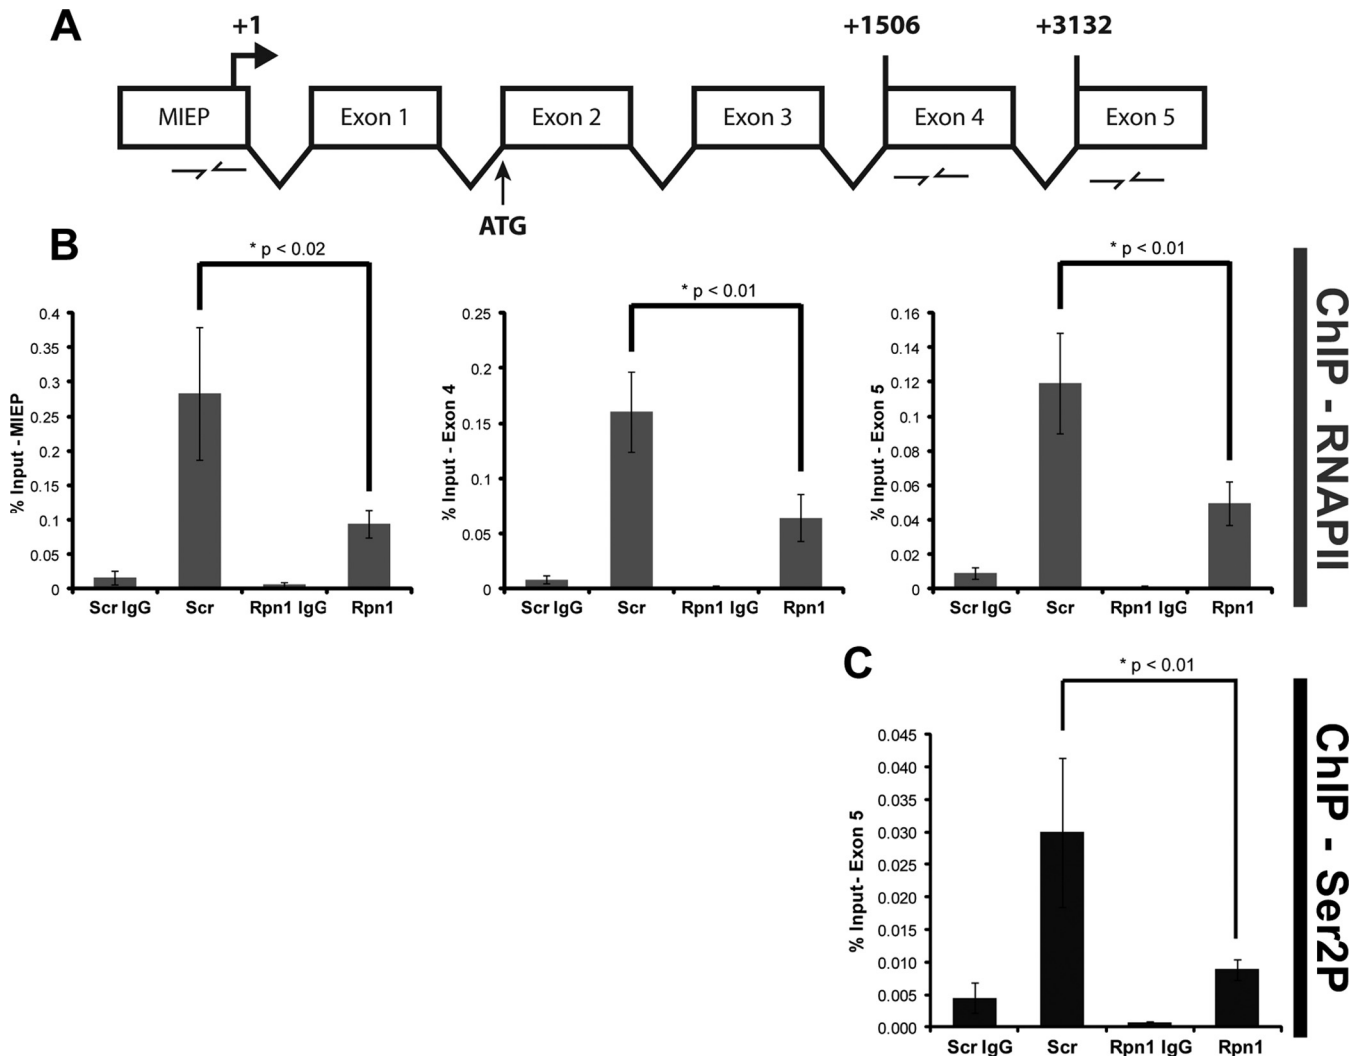 A
+1
+1506
+3132
MIEP
Exon 1
Exon 2
Exon 3
Exon 4
Exon 5
ATG
B
* p < 0.02
% Input - MIEP
0.4
0.35
0.3
0.25
0.2
0.15
0.1
0.05
0
Scr IgG
Scr
Rpn1 IgG
Rpn1
* p < 0.01
% Input - Exon 4
0.25
0.2
0.15
0.1
0.05
0
Scr IgG
Scr
Rpn1 IgG
Rpn1
* p < 0.01
% Input - Exon 5
0.16
0.14
0.12
0.1
0.08
0.06
0.04
0.02
0
Scr IgG
Scr
Rpn1 IgG
Rpn1
ChIP - RNAPII
C
* p < 0.01
% Input- Exon 5
0.045
0.040
0.035
0.030
0.025
0.020
0.015
0.010
0.005
0.000
Scr IgG
Scr
Rpn1 IgG
Rpn1
ChIP - Ser2P